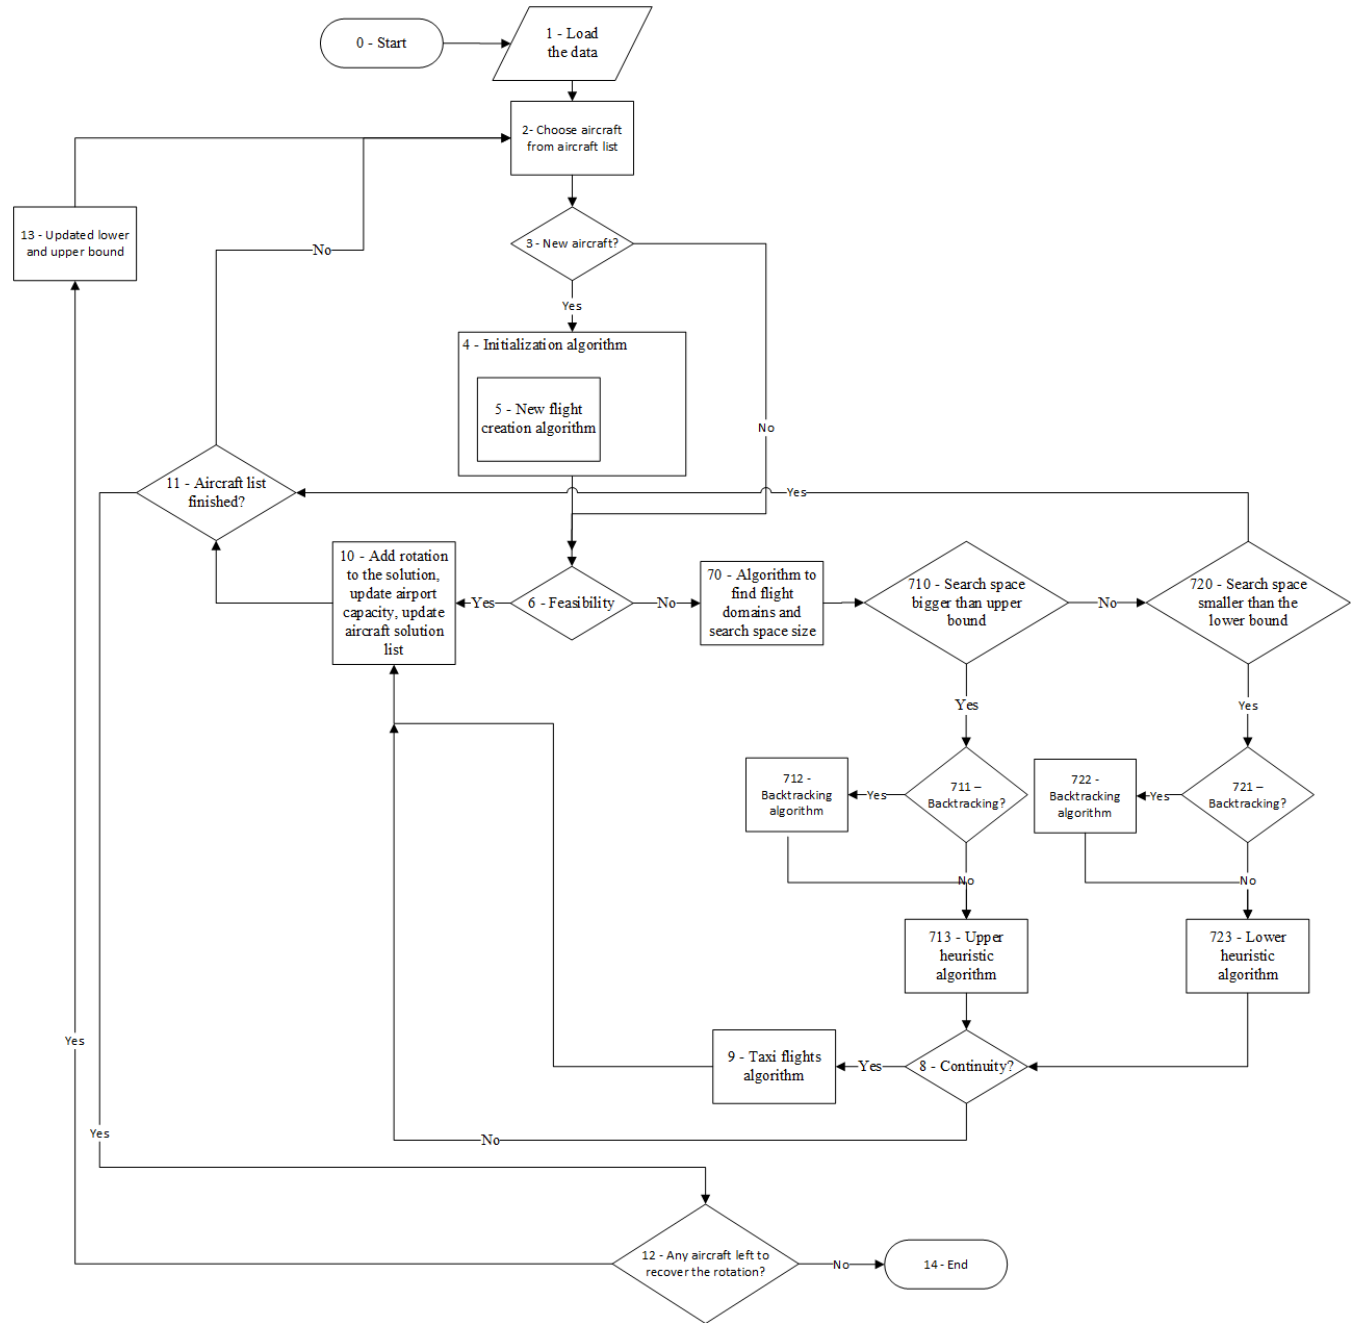 0 - Start
1 - Load
the data
2- Choose aircraft
from aircraft list
13 - Updated lower
and upper bound
No
3 - New aircraft?
Yes
4 - Initialization algorithm
5 - New flight
creation algorithm
No
11 - Aircraft list
finished?
Yes
10 - Add rotation
to the solution,
update airport
capacity, update
aircraft solution
list
Yes
6 - Feasibility
No
70 - Algorithm to
find flight
domains and
search space size
710 - Search space
bigger than upper
bound
No
720 - Search space
smaller than the
lower bound
Yes
Yes
712 -
Backtracking
algorithm
Yes
711 –
Backtracking?
722 -
Backtracking
algorithm
Yes
721 –
Backtracking?
No
No
713 - Upper
heuristic
algorithm
723 - Lower
heuristic
algorithm
9 - Taxi flights
algorithm
Yes
8 - Continuity?
No
Yes
Yes
12 - Any aircraft left to
recover the rotation?
No
14 - End